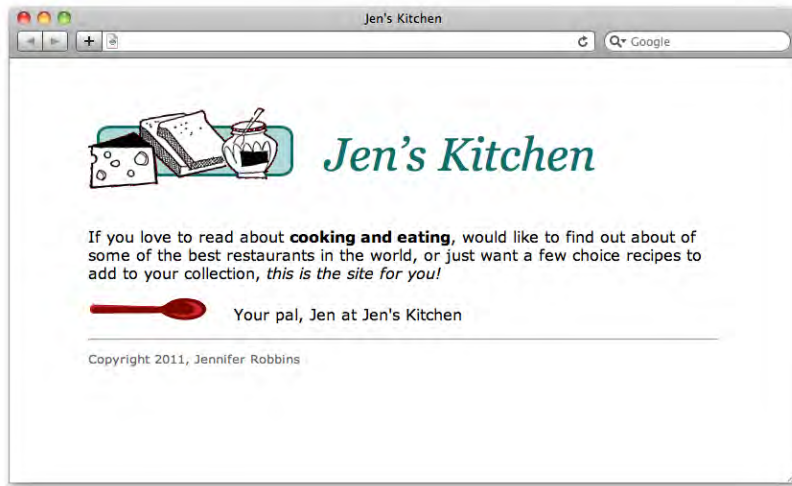 Jen's Kitchen
Google
Jen’s Kitchen
If you love to read about cooking and eating, would like to find out about of
some of the best restaurants in the world, or just want a few choice recipes to
add to your collection, this is the site for you!
Your pal, Jen at Jen's Kitchen
Copyright 2011, Jennifer Robbins